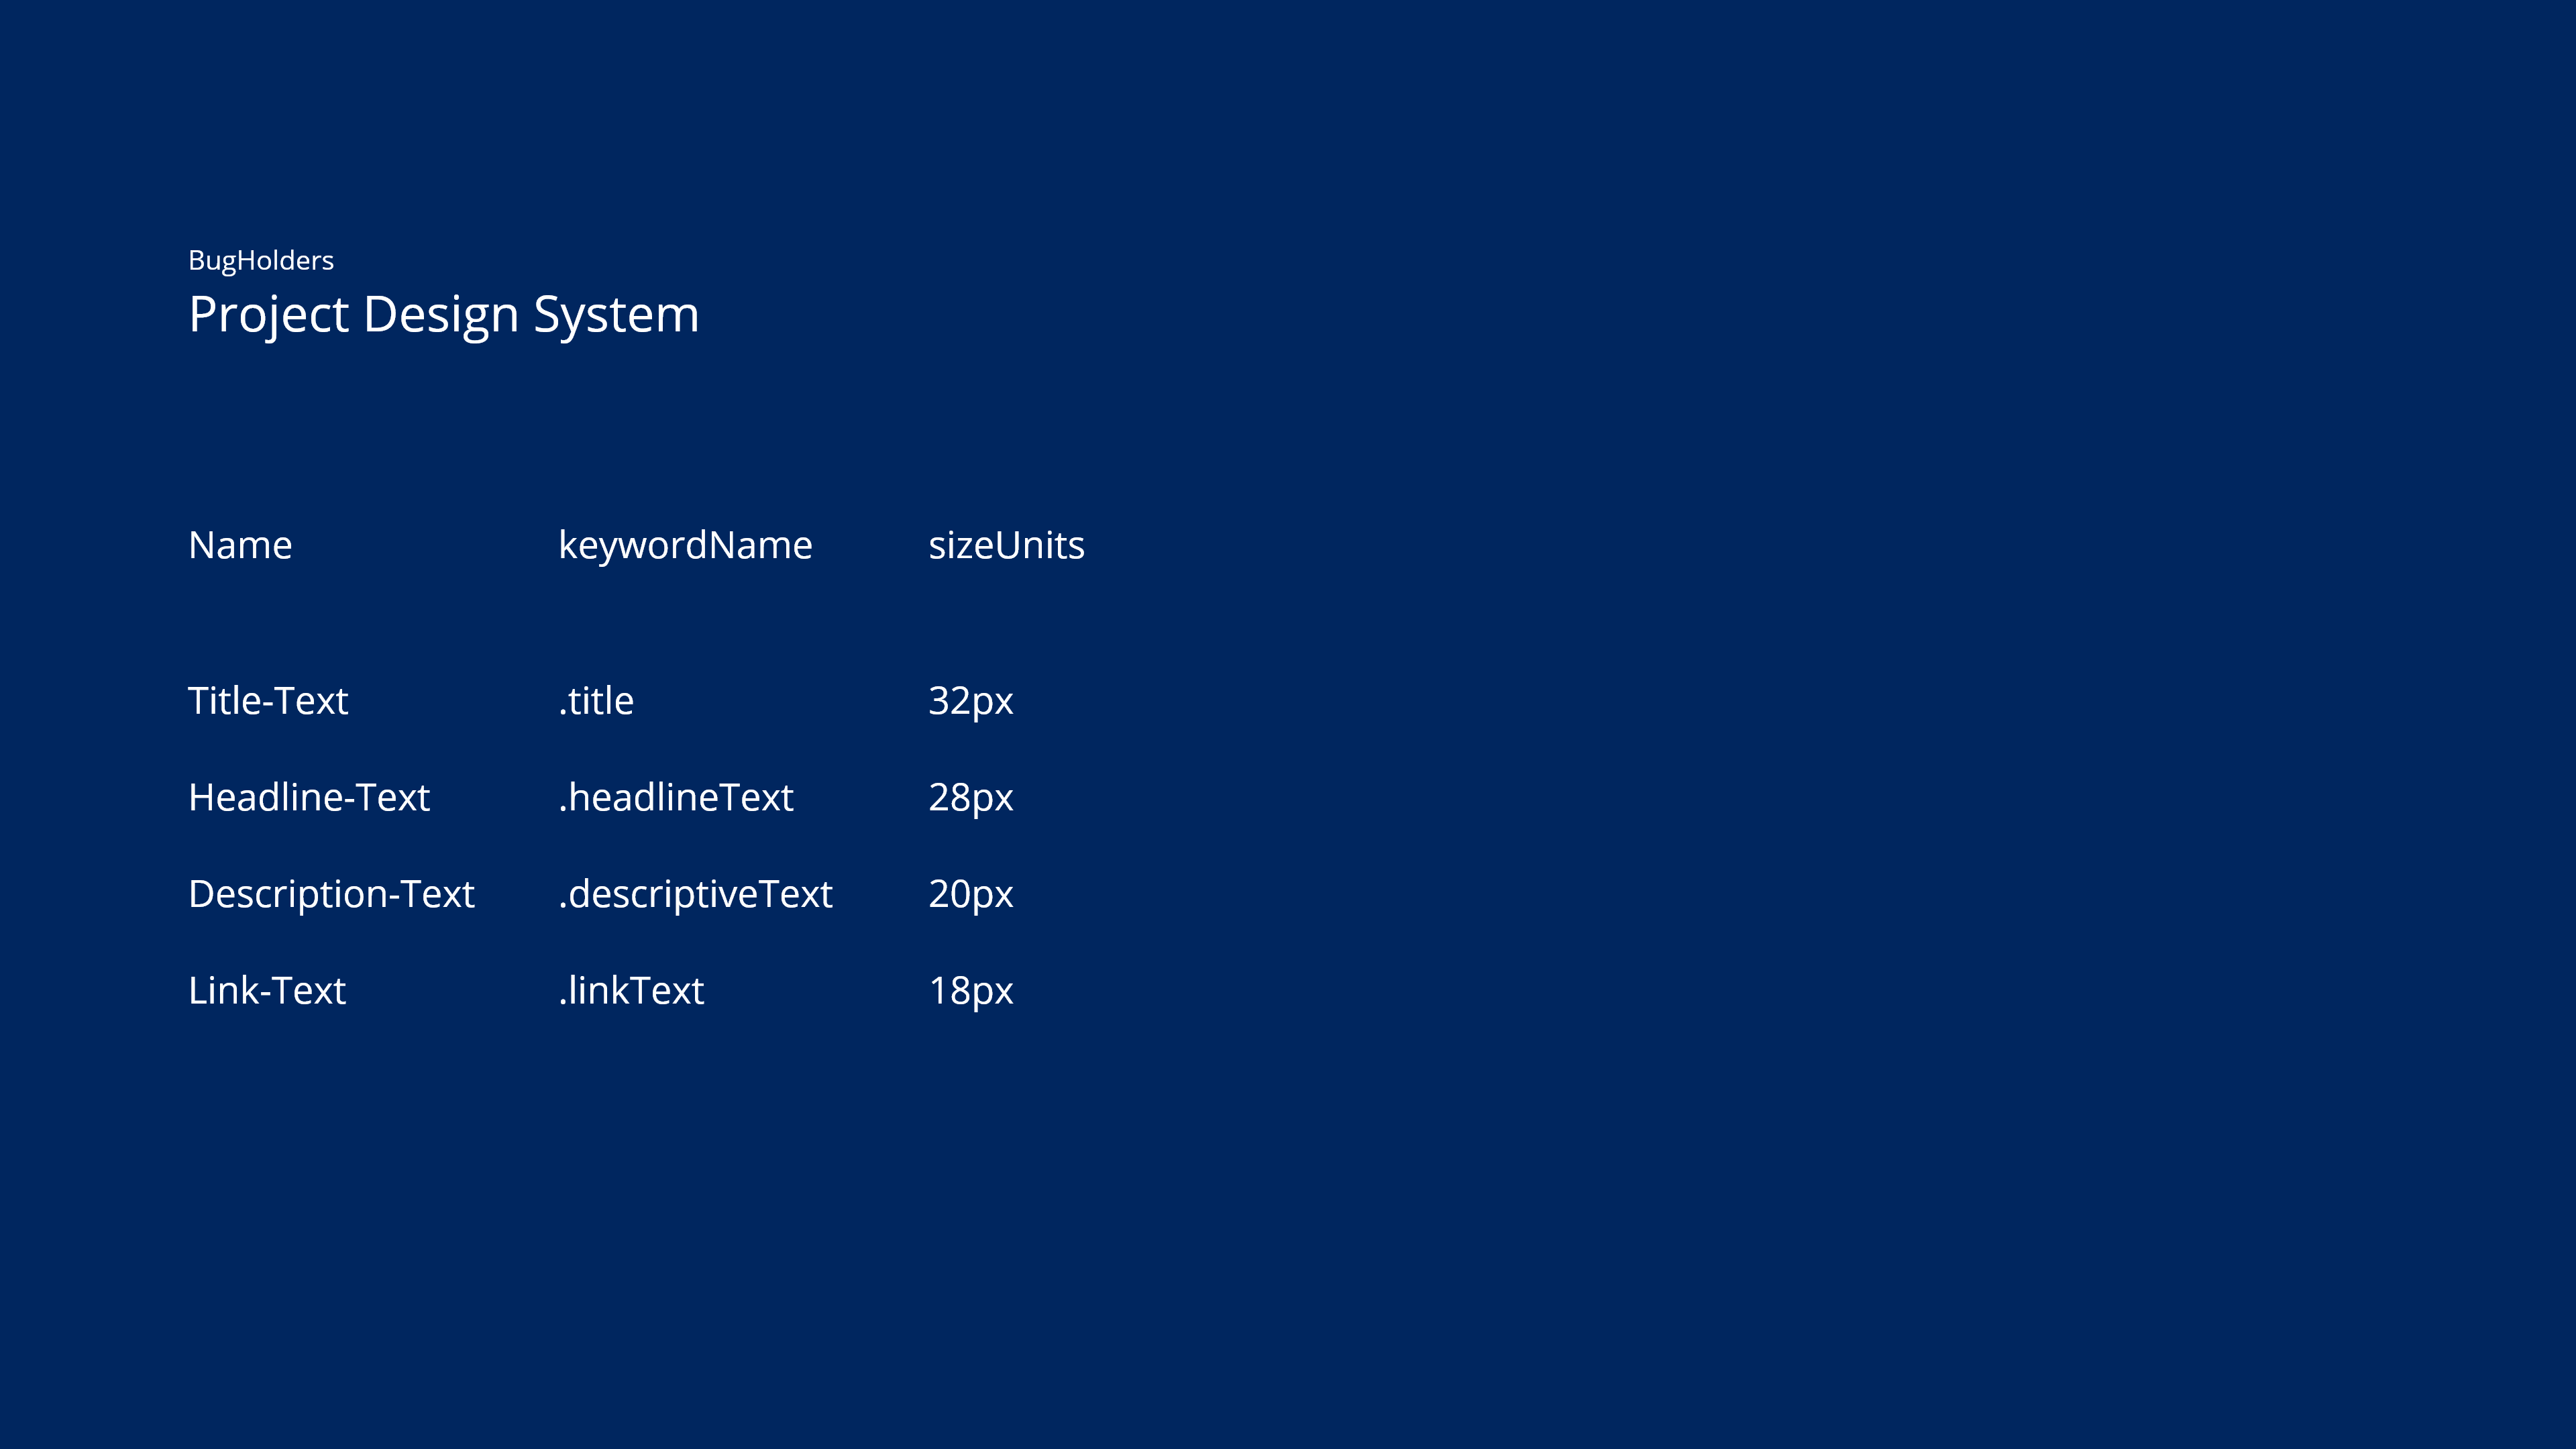 BugHolders
Project Design System
Name keywordName sizeUnits
Title-Text .title 32px
Headline-Text .headlineText 28px
Description-Text .descriptiveText 20px
Link-Text .linkText 18px